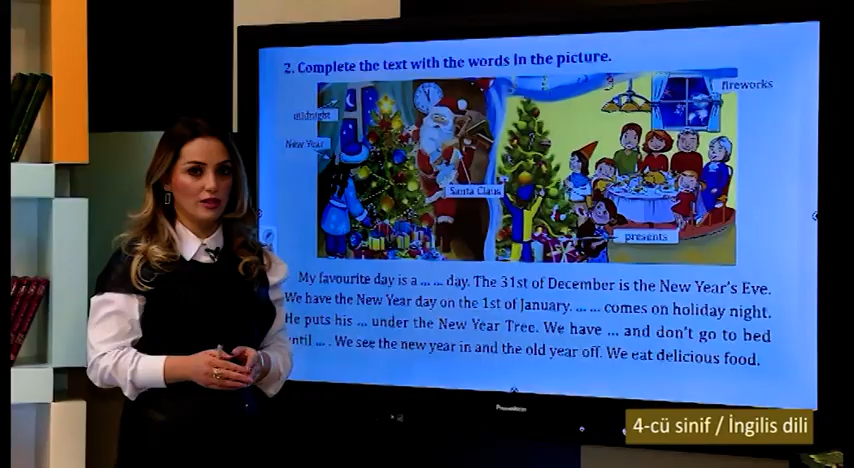 2. Complete the text with the words in the picture.
fireworks
midnight
New Year
Santa Claus
presents
My favourite day is a ... ... day. The 31st of December is the New Year's Eve.
We have the New Year day on the 1st of January. ... ... comes on holiday night.
He puts his ... under the New Year Tree. We have ... and don't go to bed
until ... . We see the new year in and the old year off. We eat delicious food.
4-cü sinif / İngilis dili